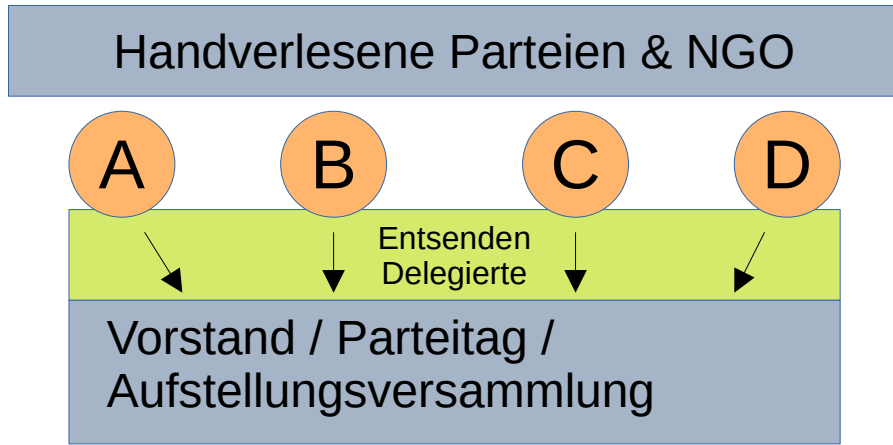 Handverlesene Parteien & NGO
A B C D
Entsenden
Delegierte
Vorstand / Parteitag /
Aufstellungsversammlung